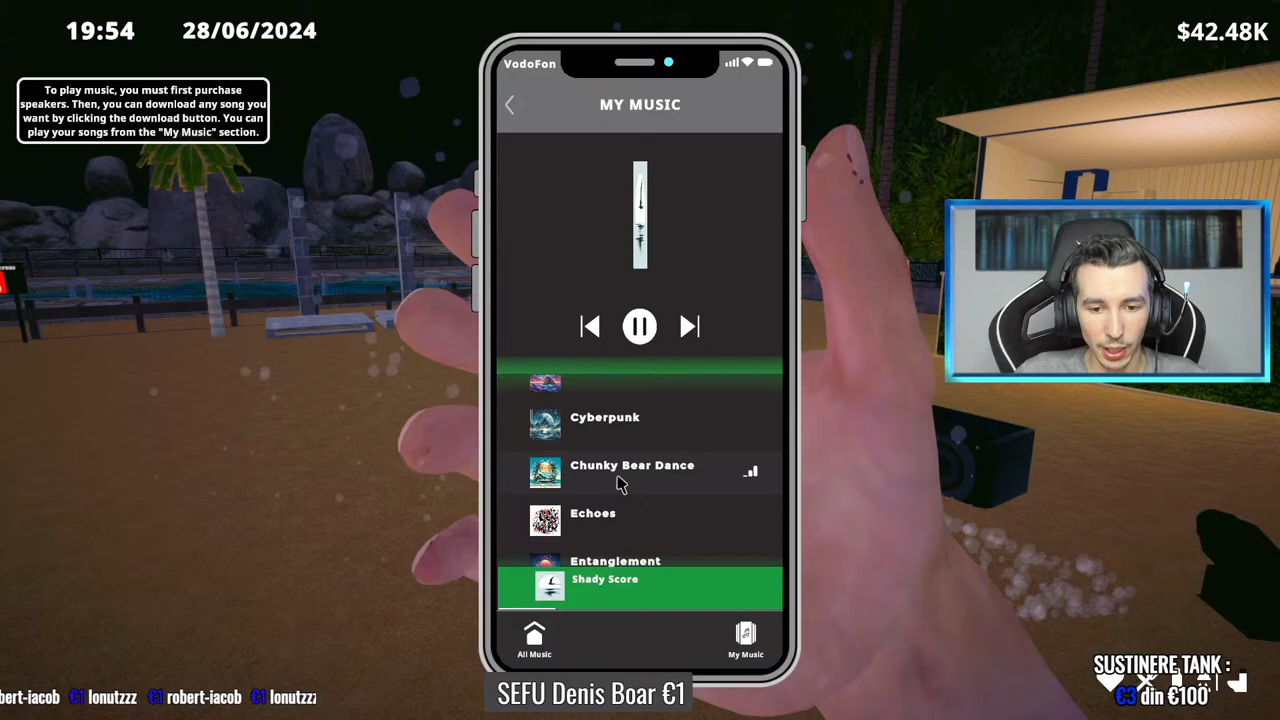 19:54
28/06/2024
$42.48K
To play music, you must first purchase
speakers. Then, you can download any song you
want by clicking the download button. You can
play your songs from the "My Music" section.
VodoFon
MY MUSIC
Cyberpunk
Chunky Bear Dance
Echoes
Entanglement
Shady Score
All Music
My Music
SEFU Denis Boar €1
bert-iacob €1 Ionutzzz €1 robert-iacob €1 Ionutzzz
SUSTINERE TANK :
€3 din €100